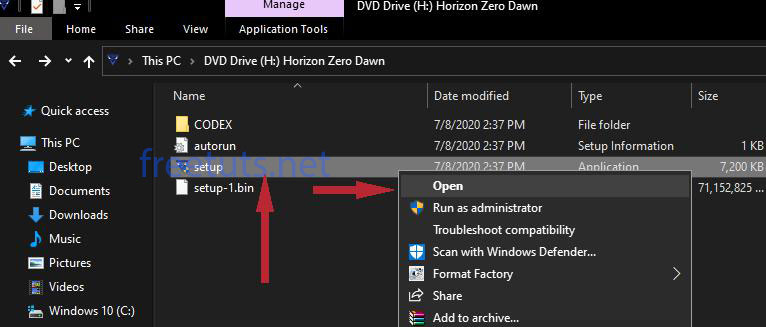 Manage
DVD Drive (H:) Horizon Zero Dawn
File
Home
Share
View
Application Tools
This PC
DVD Drive (H:) Horizon Zero Dawn
Name
Date modified
Type
Size
Quick access
CODEX
7/8/2020 2:37 PM
File folder
This PC
autorun
7/8/2020 2:37 PM
Setup Information
1 KB
Desktop
setup
7/8/2020 2:37 PM
Application
7,200 KB
freetuts.net
Documents
setup-1.bin
Open
71,152,825 ...
Downloads
Run as administrator
Music
Troubleshoot compatibility
Pictures
Scan with Windows Defender...
Videos
Format Factory
Windows 10 (C:)
Share
Add to archive...